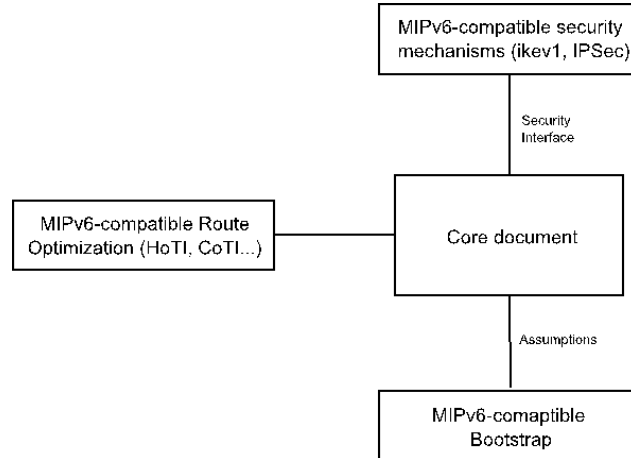 MIPv6-compatible security
mechanisms (ikev1, IPSec)
Security
Interface
MIPv6-compatible Route
Optimization (HoTI, CoTI...)
Core document
Assumptions
MIPv6-comaptible
Bootstrap